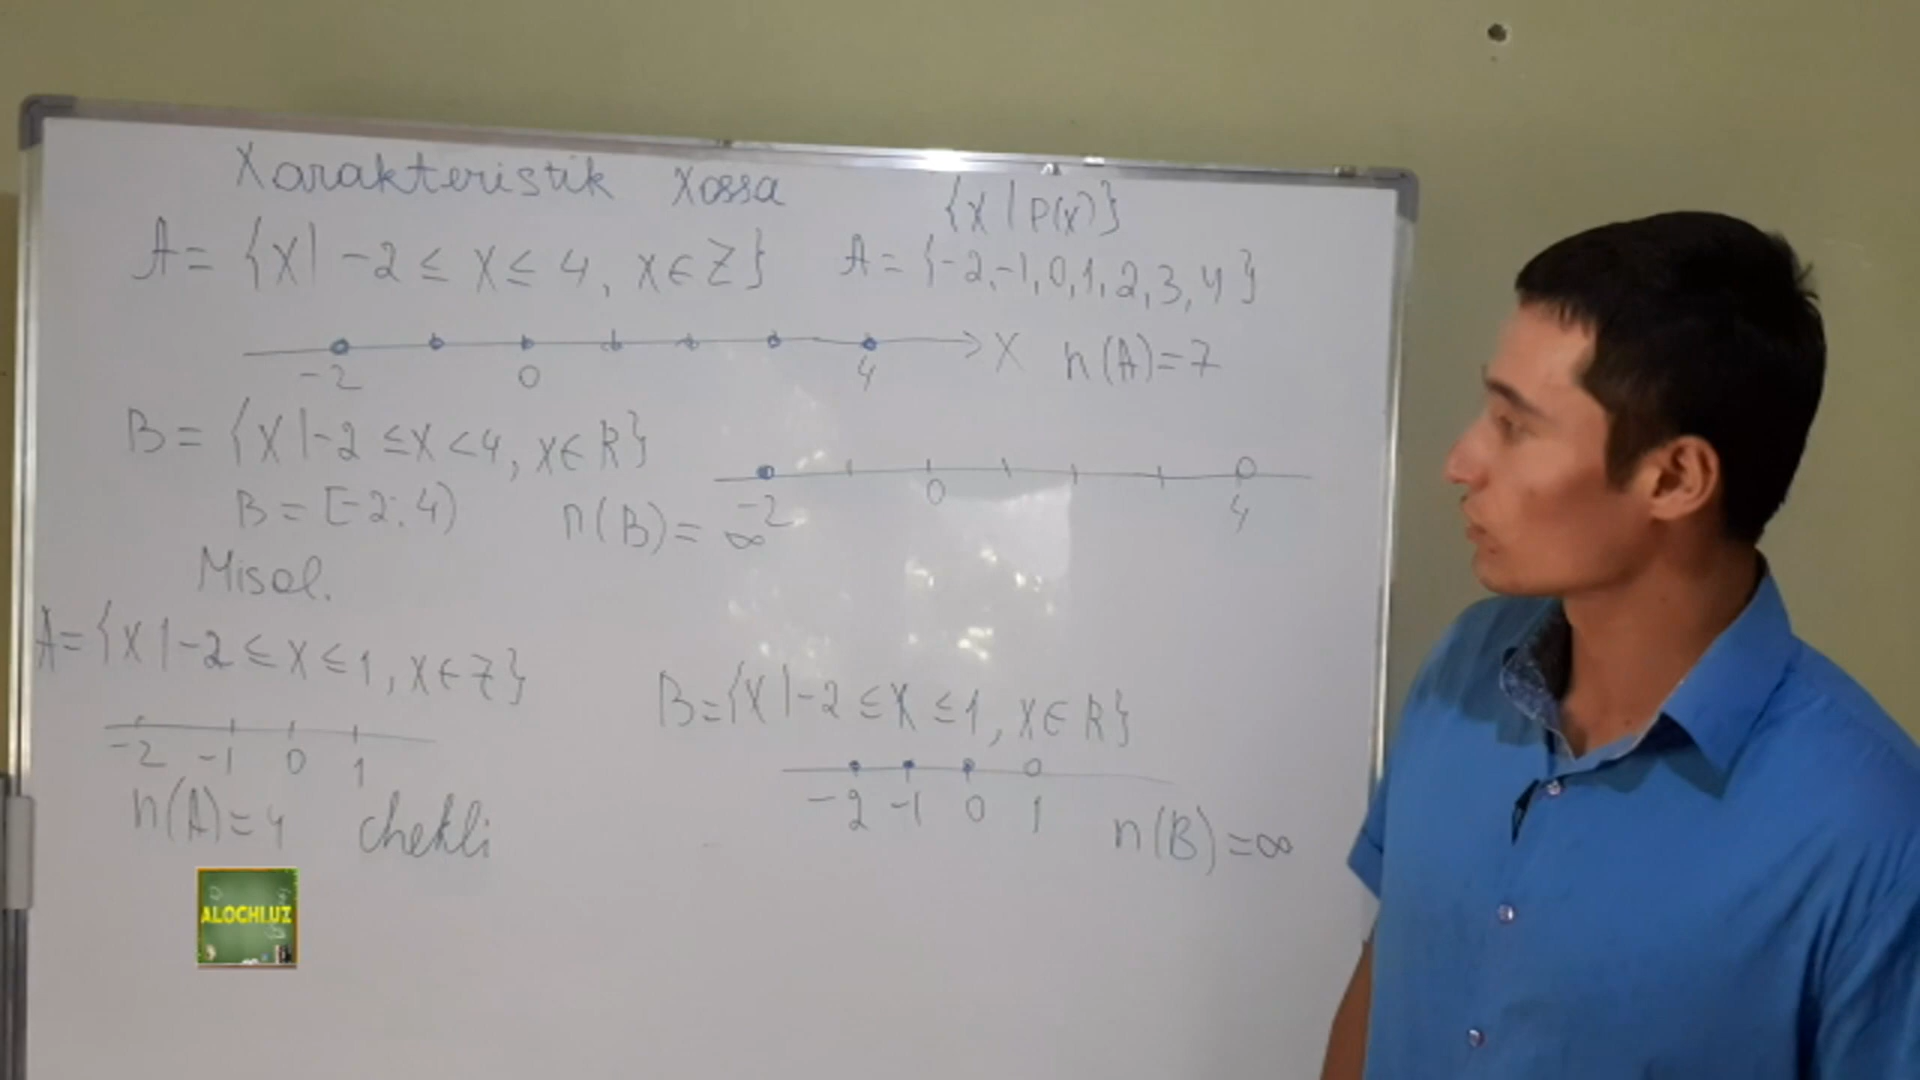 Xarakteristik xossa
{x | P(x)}
A = {x | -2 ≤ x ≤ 4, x ∈ Z}
A = {-2, -1, 0, 1, 2, 3, 4}
-2 0 4 X
n(A) = 7
B = {x | -2 ≤ x < 4, x ∈ R}
-2 0 4
B = [-2; 4)
n(B) = ∞
Misol.
A = {x | -2 ≤ x ≤ 1, x ∈ Z}
-2 -1 0 1
n(A) = 4 chekli
B = {x | -2 ≤ x ≤ 1, x ∈ R}
-2 -1 0 1
n(B) = ∞
ALOCHI.UZ